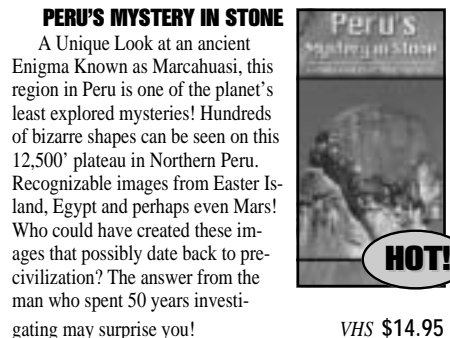 PERU'S MYSTERY IN STONE
A Unique Look at an ancient
Enigma Known as Marcahuasi, this
region in Peru is one of the planet's
least explored mysteries! Hundreds
of bizarre shapes can be seen on this
12,500' plateau in Northern Peru.
Recognizable images from Easter Is-
land, Egypt and perhaps even Mars!
Who could have created these im-
ages that possibly date back to pre-
civilization? The answer from the
man who spent 50 years investi-
gating may surprise you!
Peru's
Mystery in Stone
HOT!
VHS $14.95